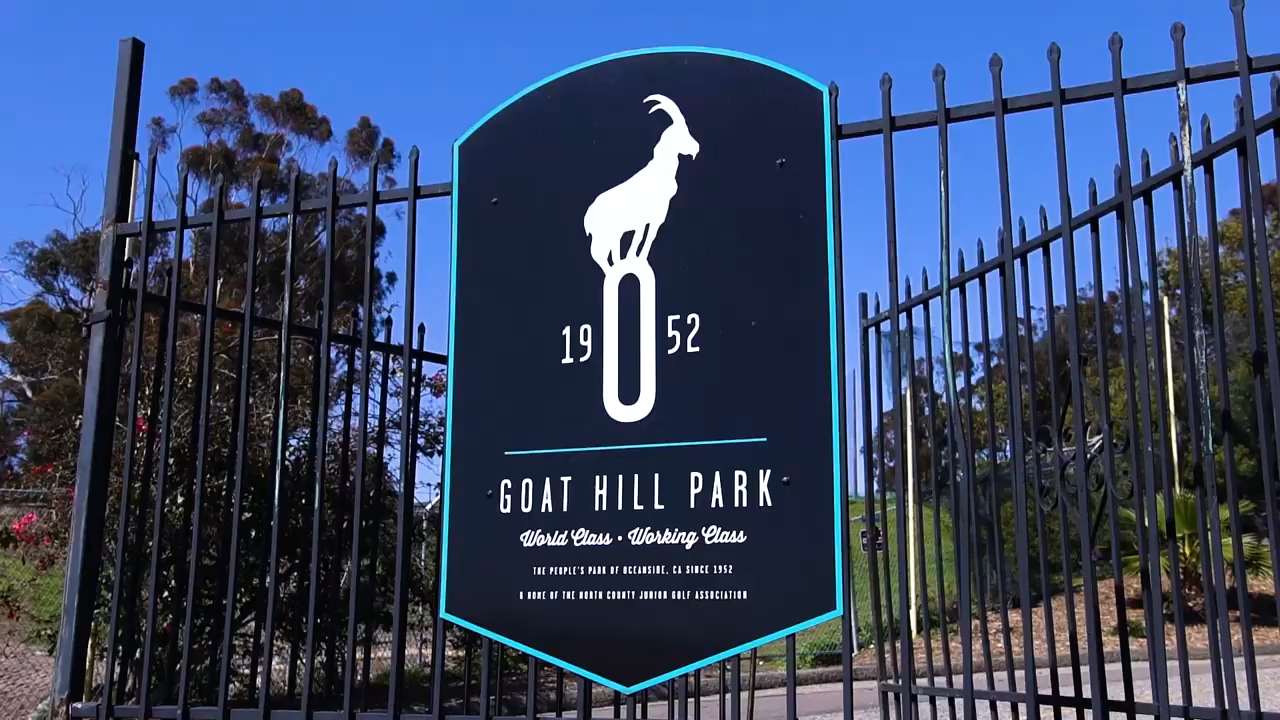 19 O 52
GOAT HILL PARK
World Class • Working Class
THE PEOPLE'S PARK OF OCEANSIDE, CA SINCE 1952
A HOME OF THE NORTH COUNTY JUNIOR GOLF ASSOCIATION